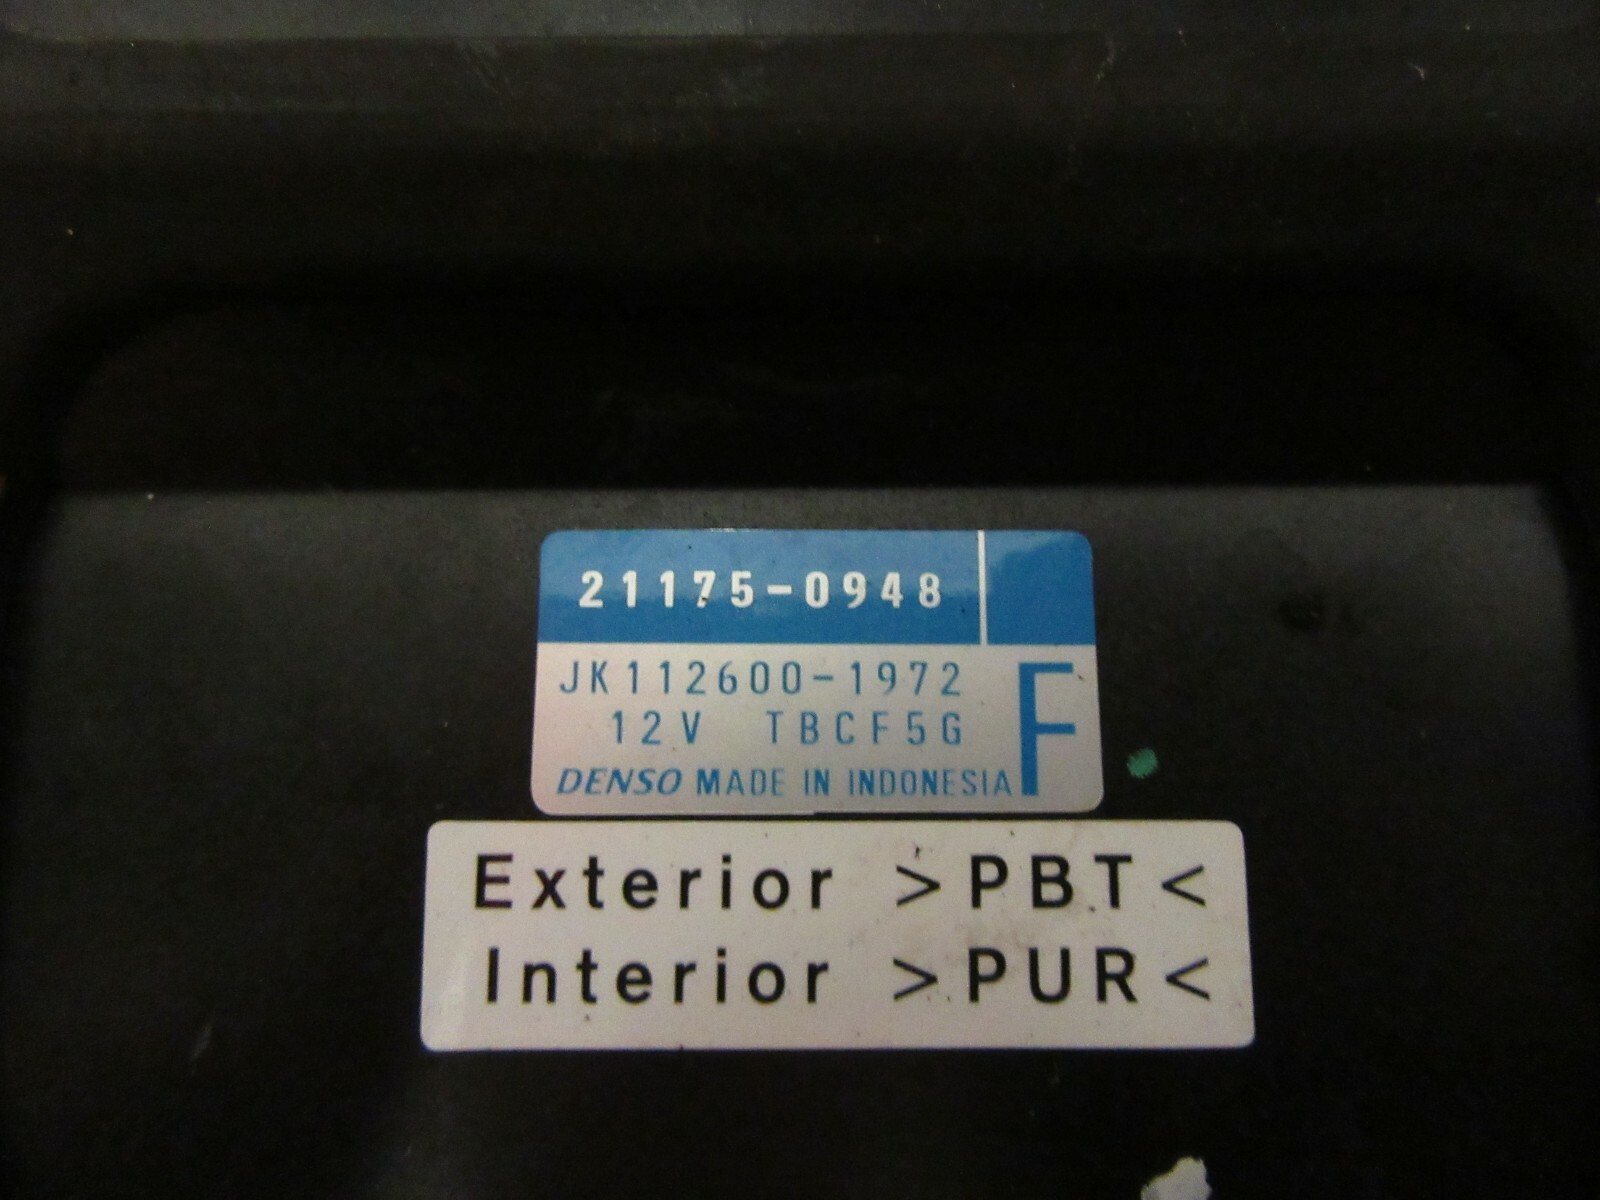 21175-0948
JK112600-1972
12V TBCF5G
F
DENSO MADE IN INDONESIA
Exterior >PBT<
Interior >PUR<